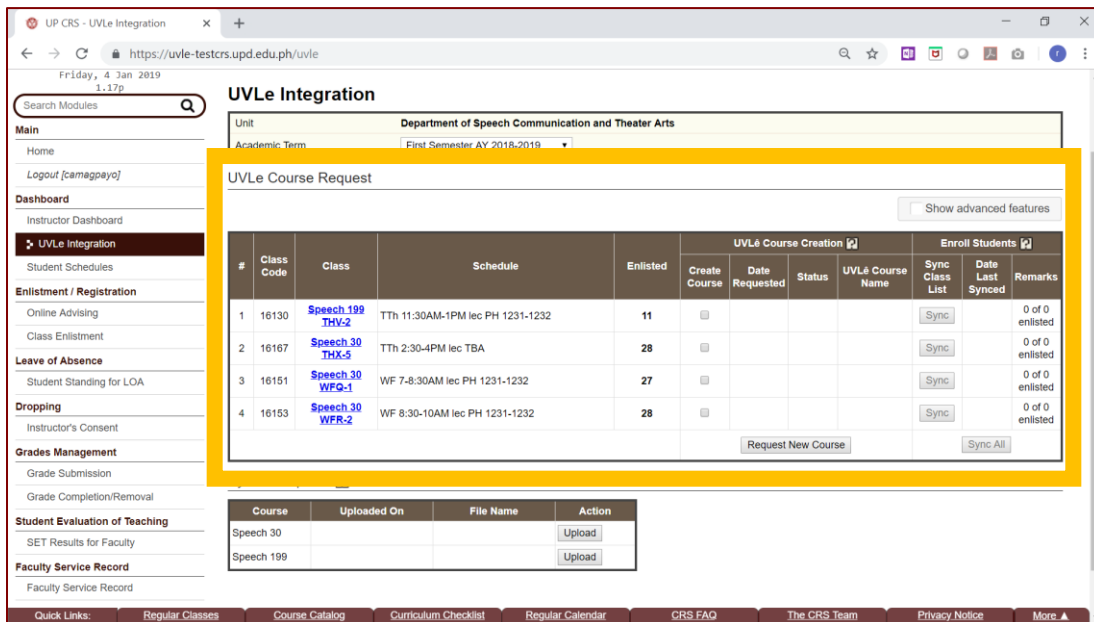 UP CRS - UVLe Integration
https://uvle-testcrs.upd.edu.ph/uvle
Friday, 4 Jan 2019
1.17p
Search Modules
Main
Home
Logout [camagpayo]
Dashboard
Instructor Dashboard
UVLe Integration
Student Schedules
Enlistment / Registration
Online Advising
Class Enlistment
Leave of Absence
Student Standing for LOA
Dropping
Instructor's Consent
Grades Management
Grade Submission
Grade Completion/Removal
Student Evaluation of Teaching
SET Results for Faculty
Faculty Service Record
Faculty Service Record
UVLe Integration
Unit Department of Speech Communication and Theater Arts
Academic Term First Semester AY 2018-2019
UVLe Course Request
Show advanced features
UVLê Course Creation [?] Enroll Students [?]
# Class Code Class Schedule Enlisted Create Course Date Requested Status UVLê Course Name Sync Class List Date Last Synced Remarks
1 16130 Speech 199 THV-2 TTh 11:30AM-1PM lec PH 1231-1232 11 Sync 0 of 0 enlisted
2 16167 Speech 30 THX-5 TTh 2:30-4PM lec TBA 28 Sync 0 of 0 enlisted
3 16151 Speech 30 WFQ-1 WF 7-8:30AM lec PH 1231-1232 27 Sync 0 of 0 enlisted
4 16153 Speech 30 WFR-2 WF 8:30-10AM lec PH 1231-1232 28 Sync 0 of 0 enlisted
Request New Course Sync All
Course Uploaded On File Name Action
Speech 30 Upload
Speech 199 Upload
Quick Links: Regular Classes Course Catalog Curriculum Checklist Regular Calendar CRS FAQ The CRS Team Privacy Notice More ▲